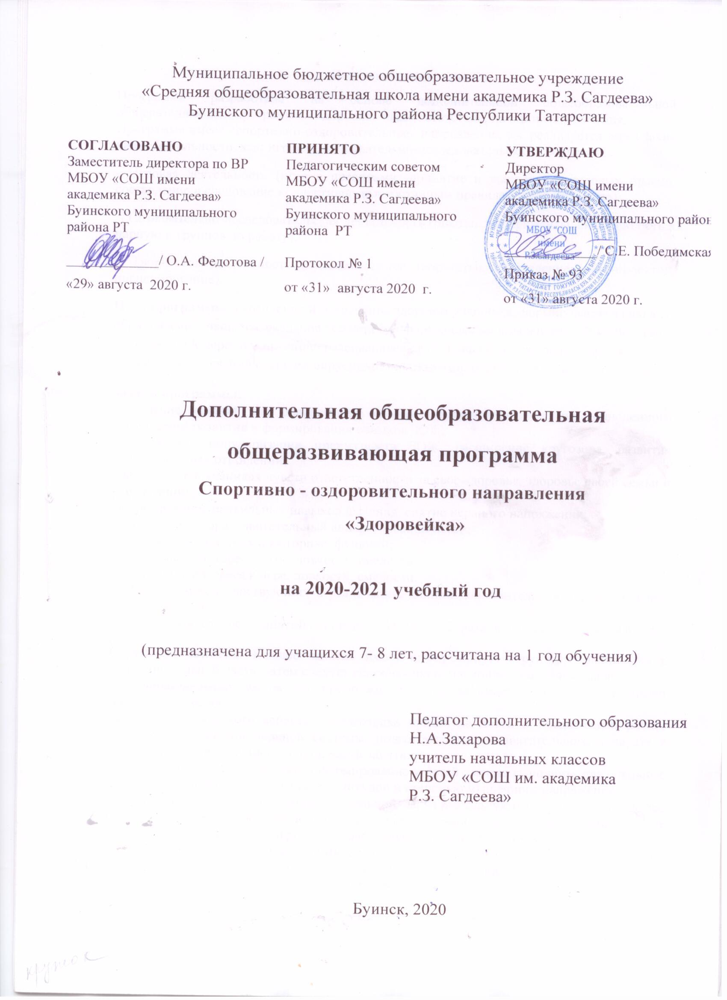 Муниципальное бюджетное общеобразовательное учреждение
«Средняя общеобразовательная школа имени академика Р.З. Сагдеева»
Буинского муниципального района Республики Татарстан
СОГЛАСОВАНО
Заместитель директора по ВР
МБОУ «СОШ имени
академика Р.З. Сагдеева»
Буинского муниципального
района РТ
/ О.А. Федотова /
«29» августа 2020 г.
ПРИНЯТО
Педагогическим советом
МБОУ «СОШ имени
академика Р.З. Сагдеева»
Буинского муниципального
района РТ
Протокол № 1
от «31» августа 2020 г.
УТВЕРЖДАЮ
Директор
МБОУ «СОШ имени
академика Р.З. Сагдеева»
Буинского муниципального район
/ С.Е. Победимская
Приказ № 93
от «31» августа 2020 г.
МБОУ "СОШ
имени
Р.З.Сагдеева"
Дополнительная общеобразовательная
общеразвивающая программа
Спортивно - оздоровительного направления
«Здоровейка»
на 2020-2021 учебный год
(предназначена для учащихся 7- 8 лет, рассчитана на 1 год обучения)
Педагог дополнительного образования
Н.А.Захарова
учитель начальных классов
МБОУ «СОШ им. академика
Р.З. Сагдеева»
Буинск, 2020
кружок